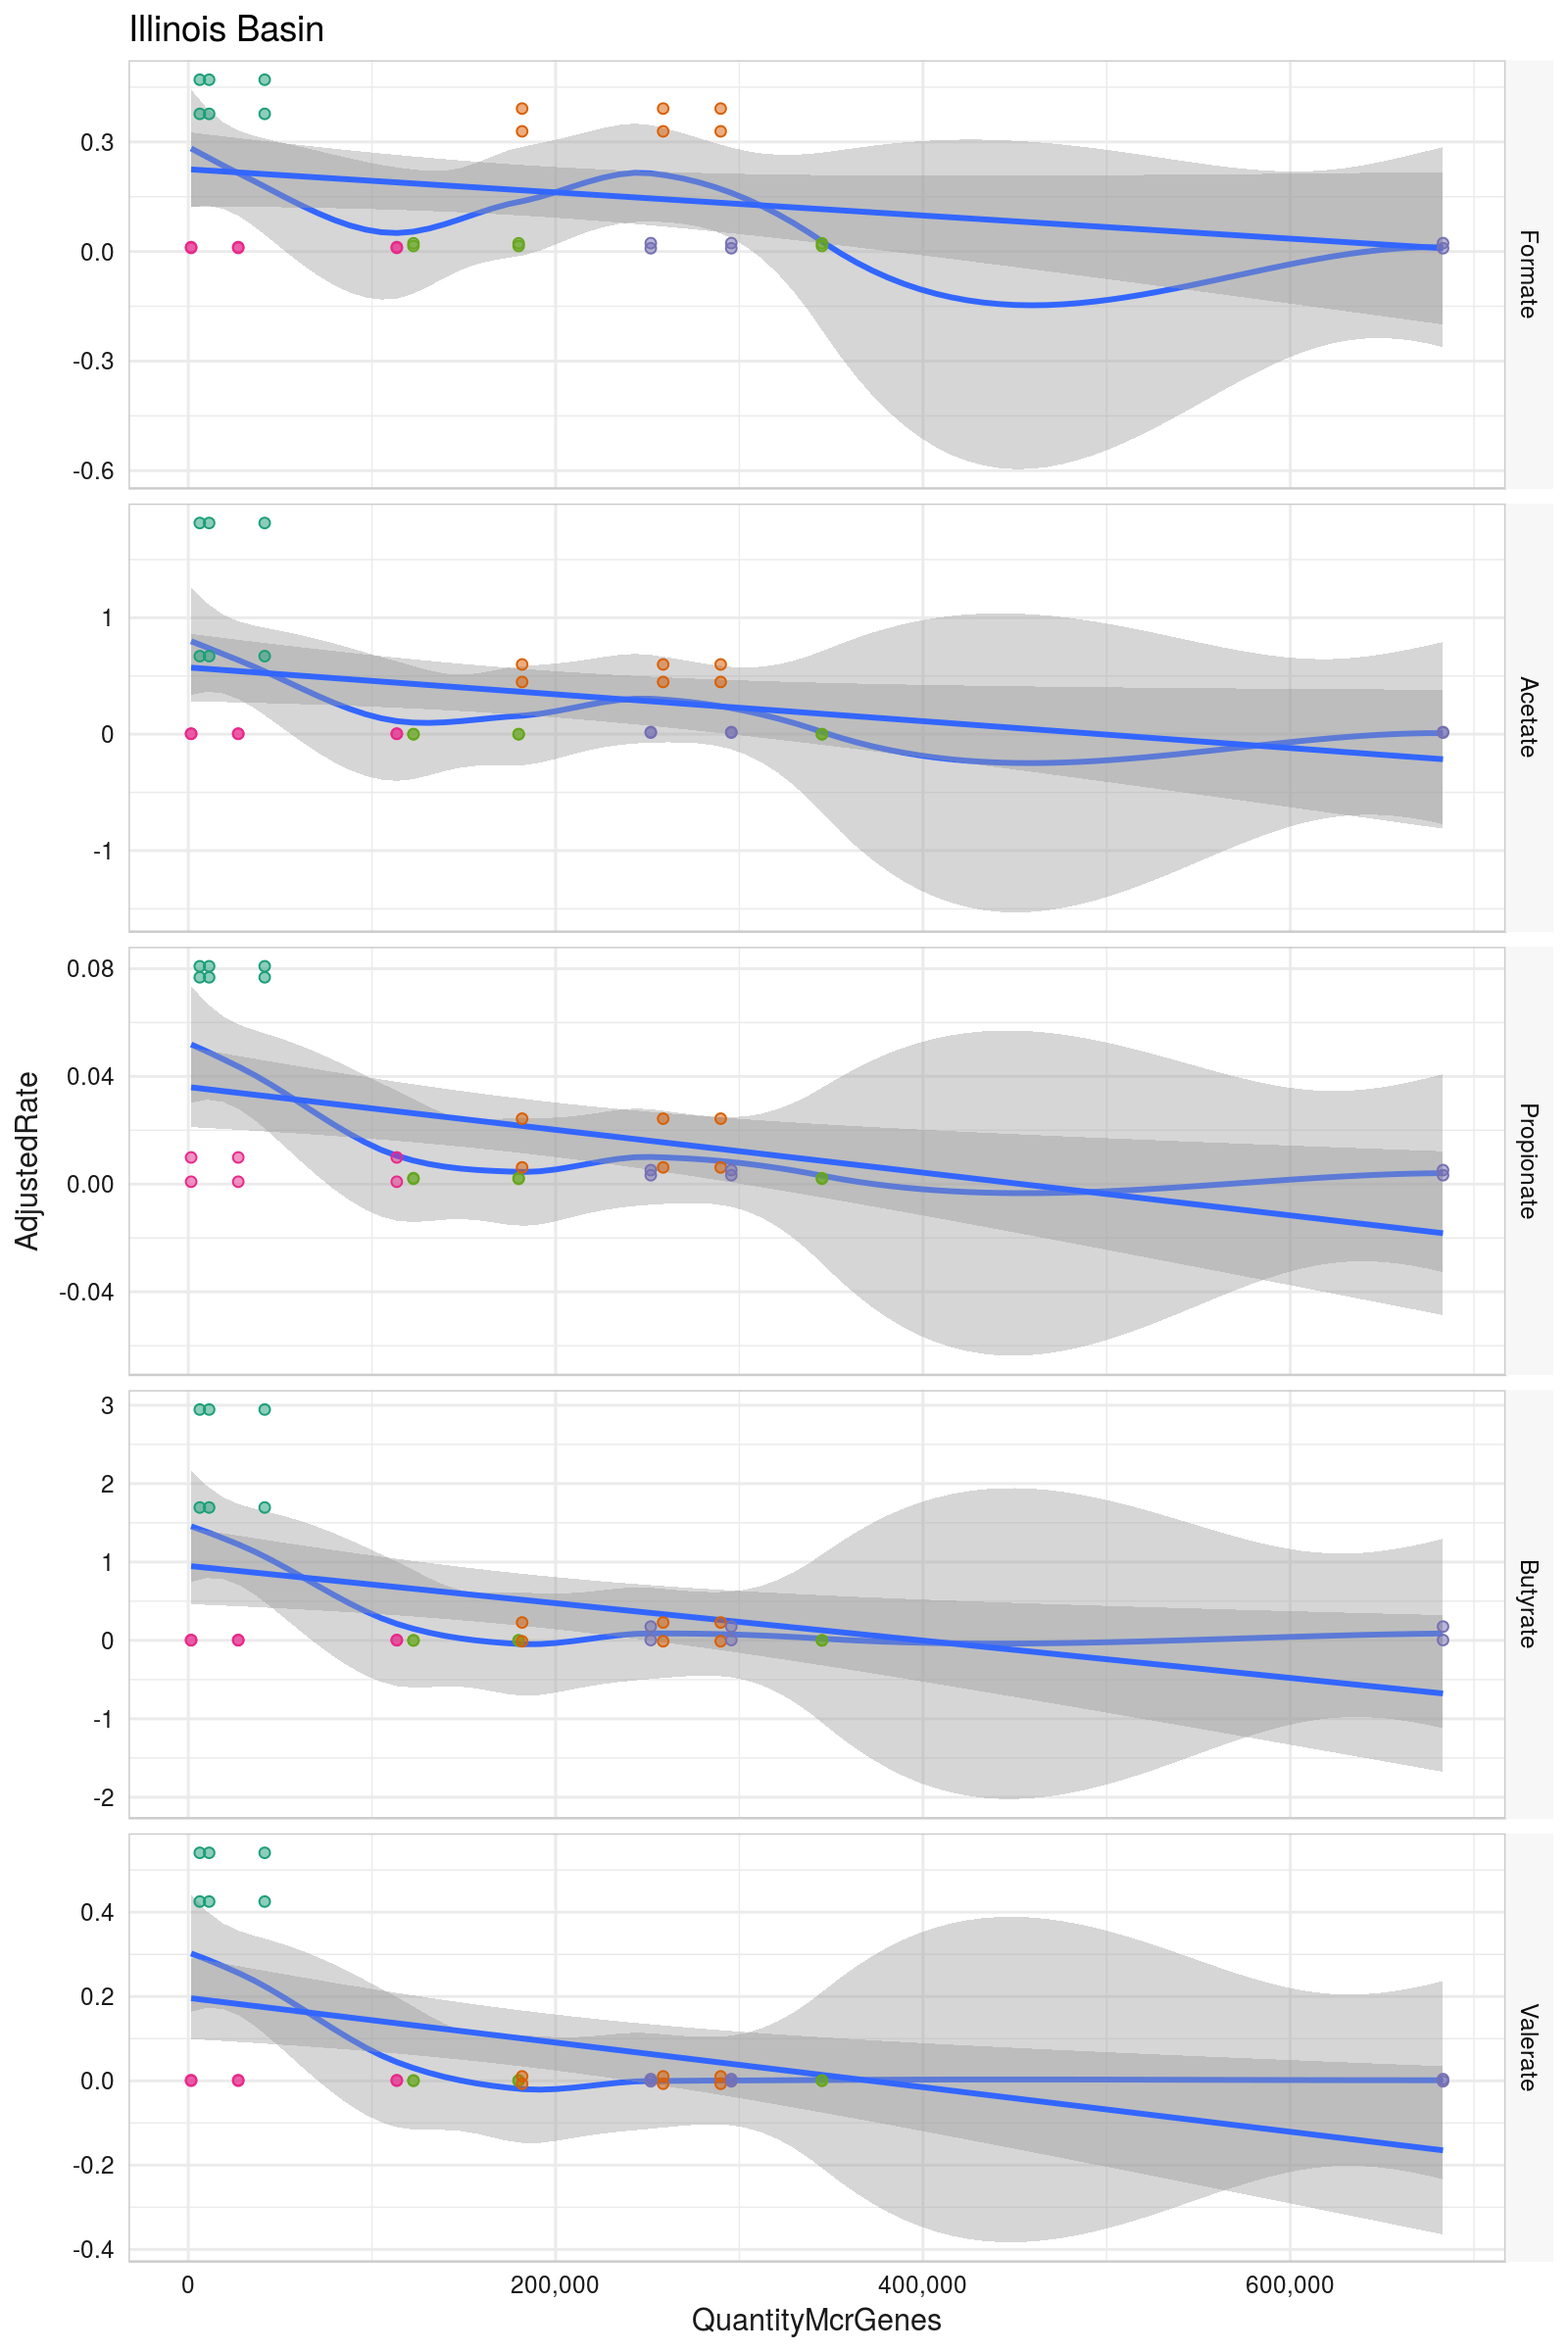 Illinois Basin
0.3
0.0
-0.3
-0.6
Formate
1
0
-1
Acetate
0.08
0.04
0.00
-0.04
Propionate
AdjustedRate
3
2
1
0
-1
-2
Butyrate
0.4
0.2
0.0
-0.2
-0.4
Valerate
0 200,000 400,000 600,000
QuantityMcrGenes